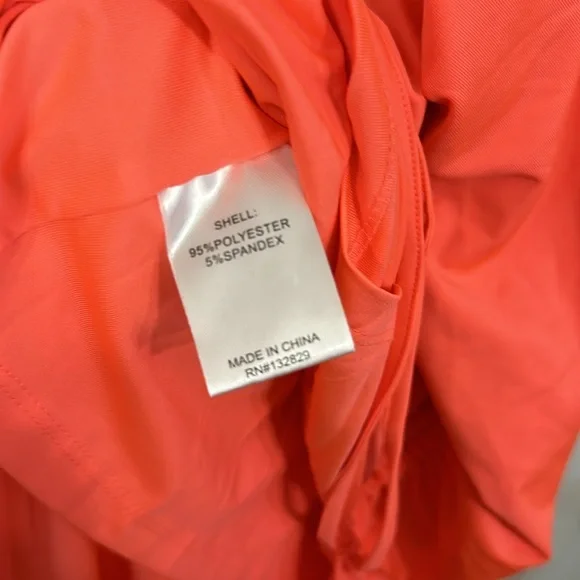 SHELL:
95%POLYESTER
5%SPANDEX
MADE IN CHINA
RN#132829